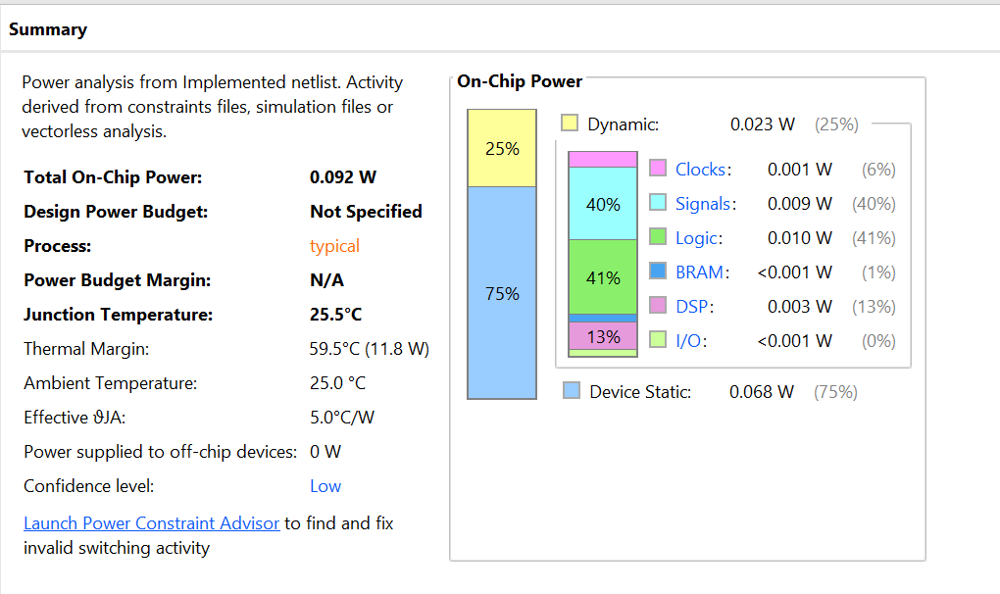 Summary
Power analysis from Implemented netlist. Activity
derived from constraints files, simulation files or
vectorless analysis.
Total On-Chip Power: 0.092 W
Design Power Budget: Not Specified
Process: typical
Power Budget Margin: N/A
Junction Temperature: 25.5°C
Thermal Margin: 59.5°C (11.8 W)
Ambient Temperature: 25.0 °C
Effective ϑJA: 5.0°C/W
Power supplied to off-chip devices: 0 W
Confidence level: Low
Launch Power Constraint Advisor to find and fix
invalid switching activity
On-Chip Power
25%
75%
Dynamic: 0.023 W (25%)
40%
41%
13%
Clocks: 0.001 W (6%)
Signals: 0.009 W (40%)
Logic: 0.010 W (41%)
BRAM: <0.001 W (1%)
DSP: 0.003 W (13%)
I/O: <0.001 W (0%)
Device Static: 0.068 W (75%)